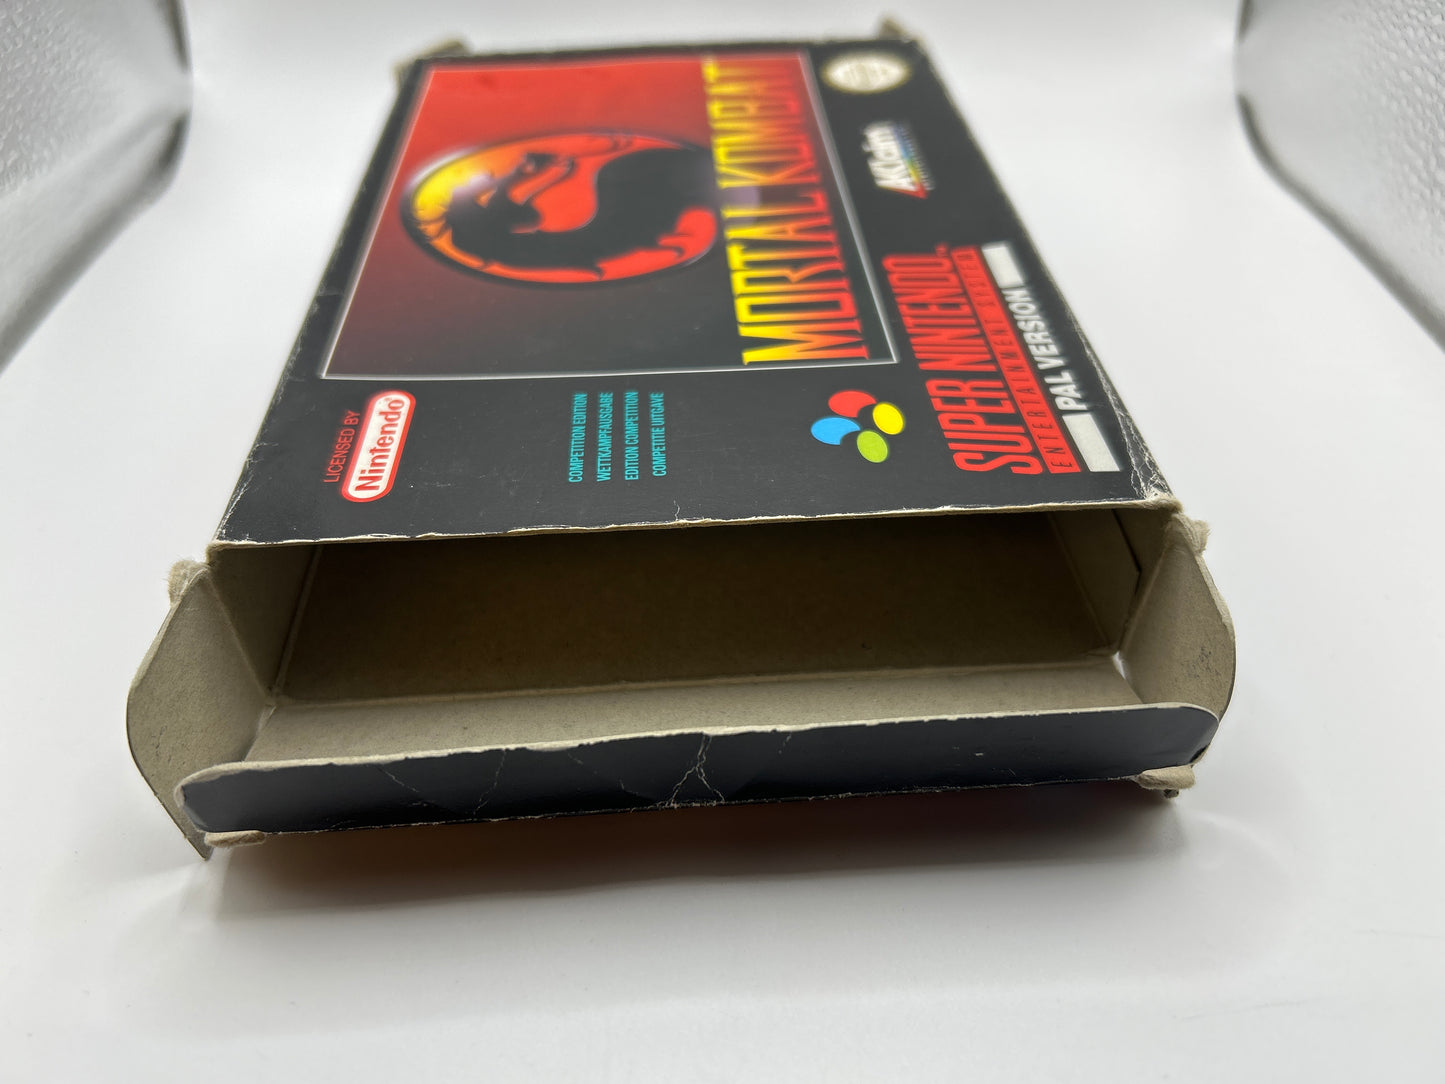 MORTAL KOMBAT
AKlaim
LICENSED BY
Nintendo
COMPETITION EDITION
WETTKAMPFAUSGABE
EDITION COMPETITION
COMPETITIE UITGAVE
SUPER NINTENDO
ENTERTAINMENT SYSTEM
PAL VERSION